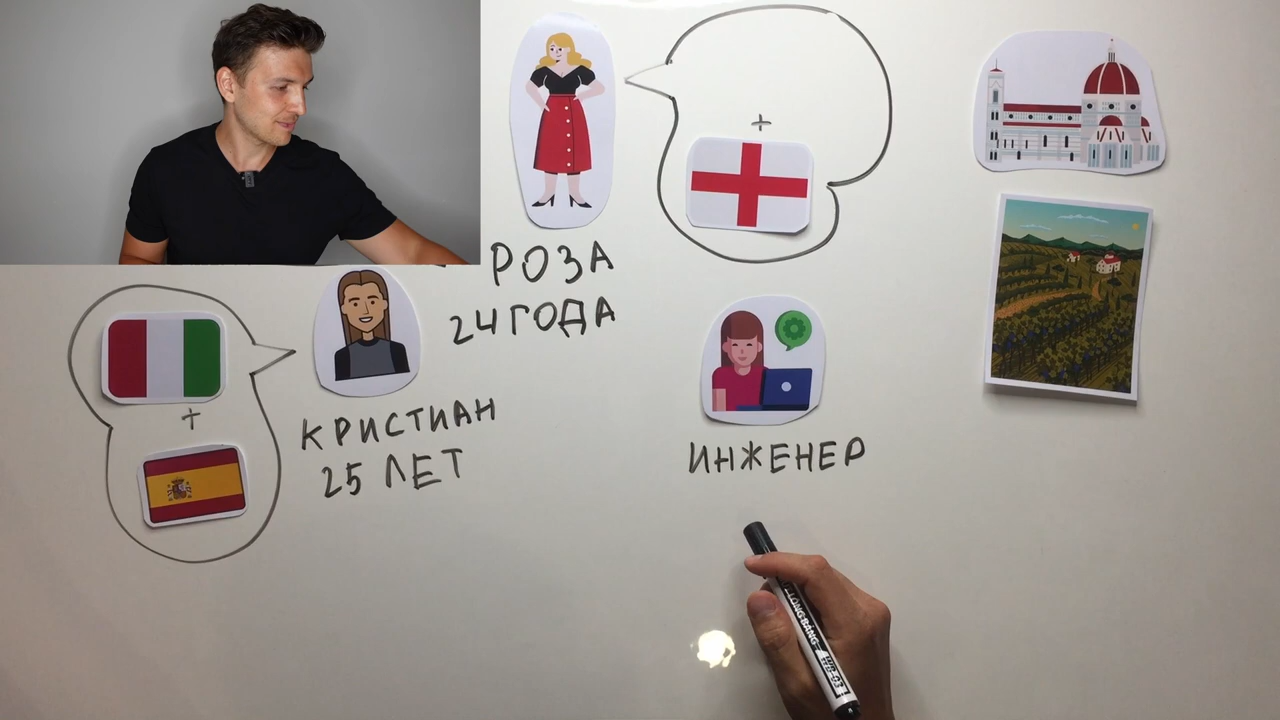 РОЗА
24 ГОДА
КРИСТИАН
25 ЛЕТ
ИНЖЕНЕР